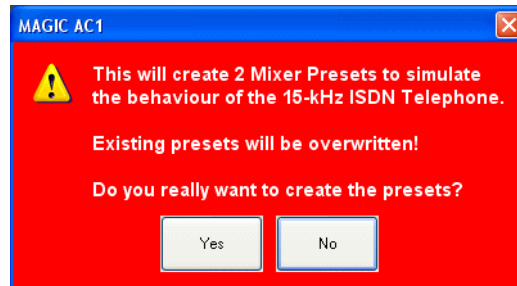 MAGIC AC1
This will create 2 Mixer Presets to simulate
the behaviour of the 15-kHz ISDN Telephone.
Existing presets will be overwritten!
Do you really want to create the presets?
Yes No